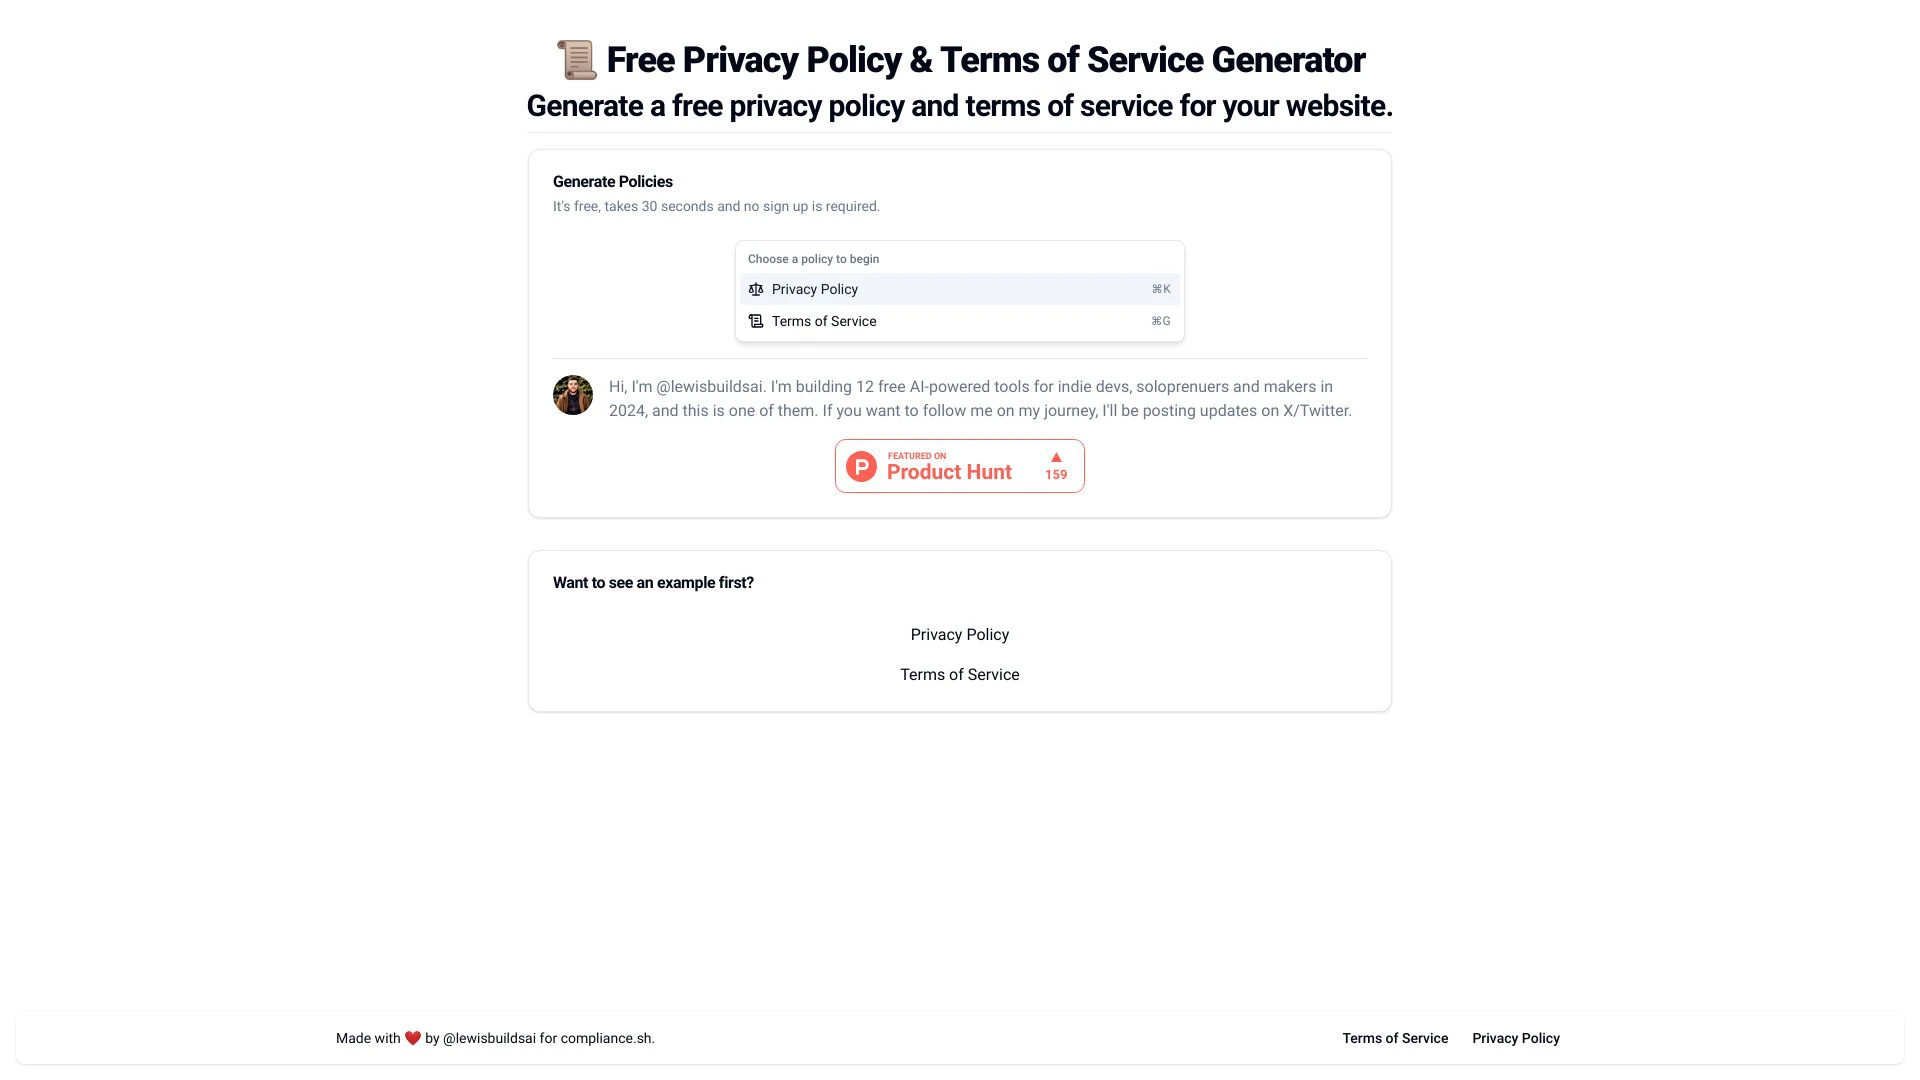 Free Privacy Policy & Terms of Service Generator
Generate a free privacy policy and terms of service for your website.
Generate Policies
It's free, takes 30 seconds and no sign up is required.
Choose a policy to begin
Privacy Policy ⌘K
Terms of Service ⌘G
Hi, I'm @lewisbuildsai. I'm building 12 free AI-powered tools for indie devs, soloprenuers and makers in
2024, and this is one of them. If you want to follow me on my journey, I'll be posting updates on X/Twitter.
P
FEATURED ON
Product Hunt
▲
159
Want to see an example first?
Privacy Policy
Terms of Service
Made with ❤️ by @lewisbuildsai for compliance.sh.
Terms of Service Privacy Policy